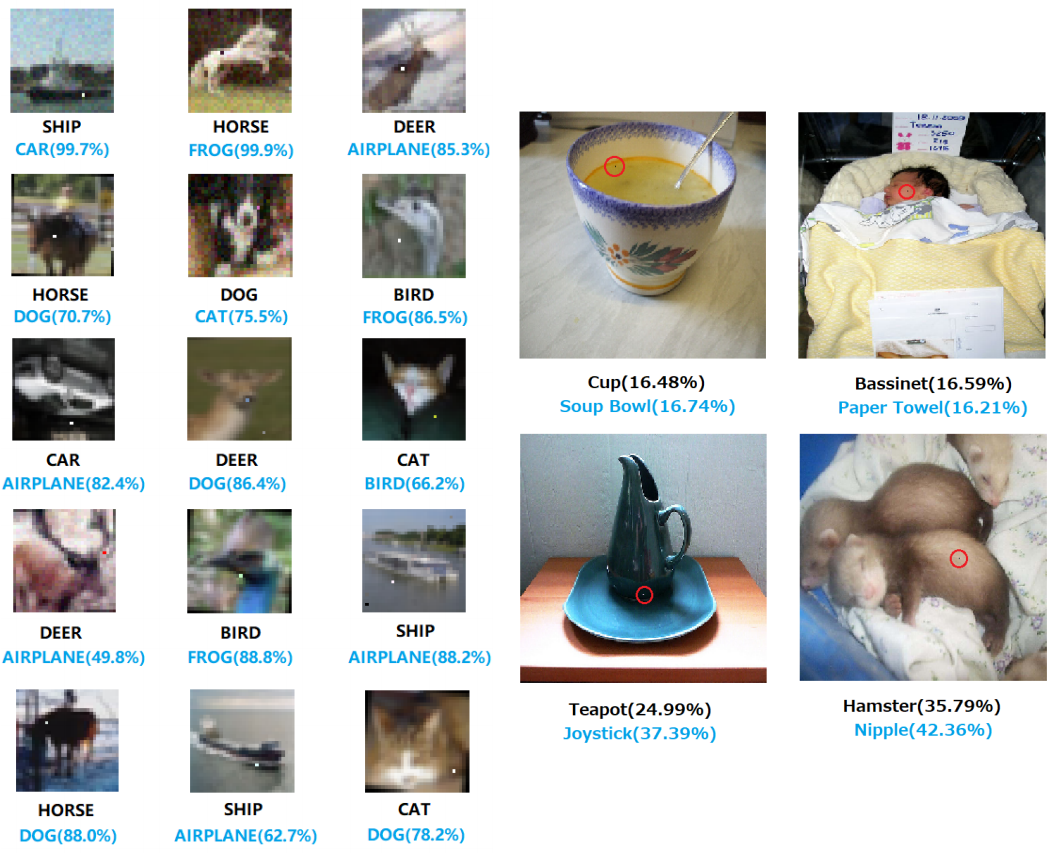 SHIP
CAR(99.7%)
HORSE
FROG(99.9%)
DEER
AIRPLANE(85.3%)
HORSE
DOG(70.7%)
DOG
CAT(75.5%)
BIRD
FROG(86.5%)
CAR
AIRPLANE(82.4%)
DEER
DOG(86.4%)
CAT
BIRD(66.2%)
DEER
AIRPLANE(49.8%)
BIRD
FROG(88.8%)
SHIP
AIRPLANE(88.2%)
HORSE
DOG(88.0%)
SHIP
AIRPLANE(62.7%)
CAT
DOG(78.2%)
Cup(16.48%)
Soup Bowl(16.74%)
Bassinet(16.59%)
Paper Towel(16.21%)
Teapot(24.99%)
Joystick(37.39%)
Hamster(35.79%)
Nipple(42.36%)